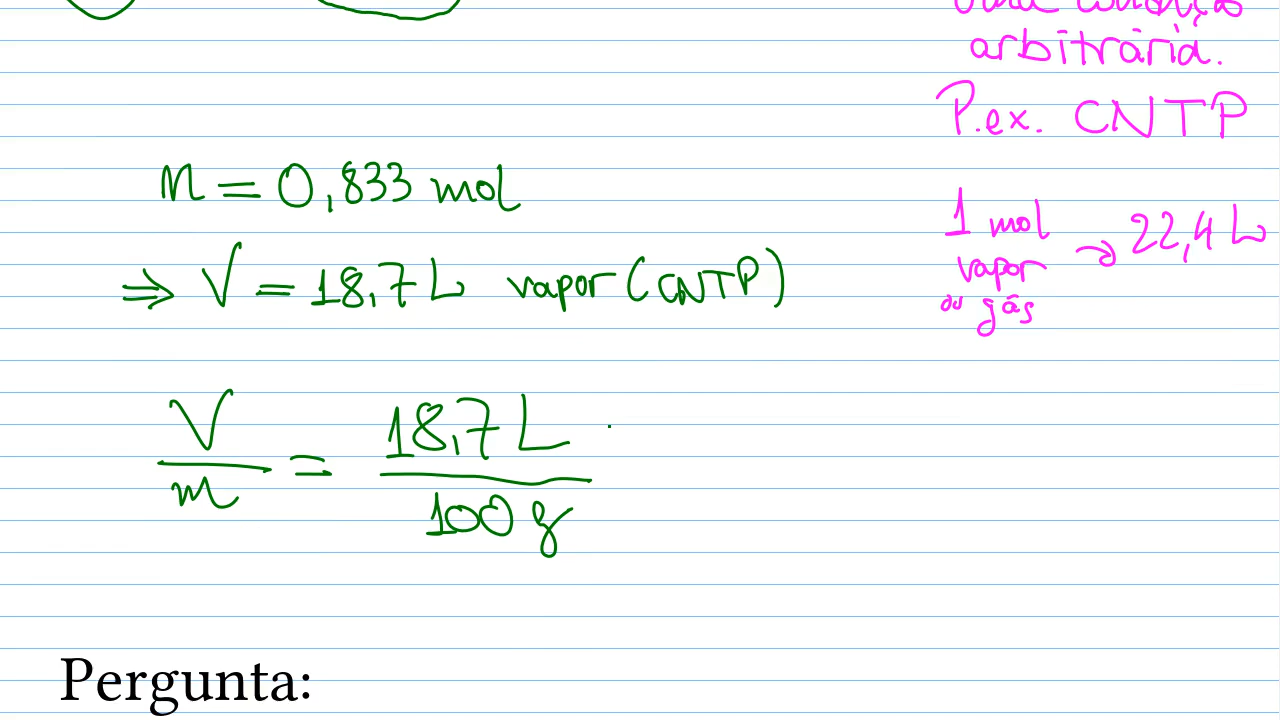 arbitrária.
P.ex. CNTP
n = 0,833 mol
1 mol → 22,4 L
vapor
ou gás
⇒ V = 18,7 L vapor (CNTP)
V/m = 18,7 L / 100 g
Pergunta: